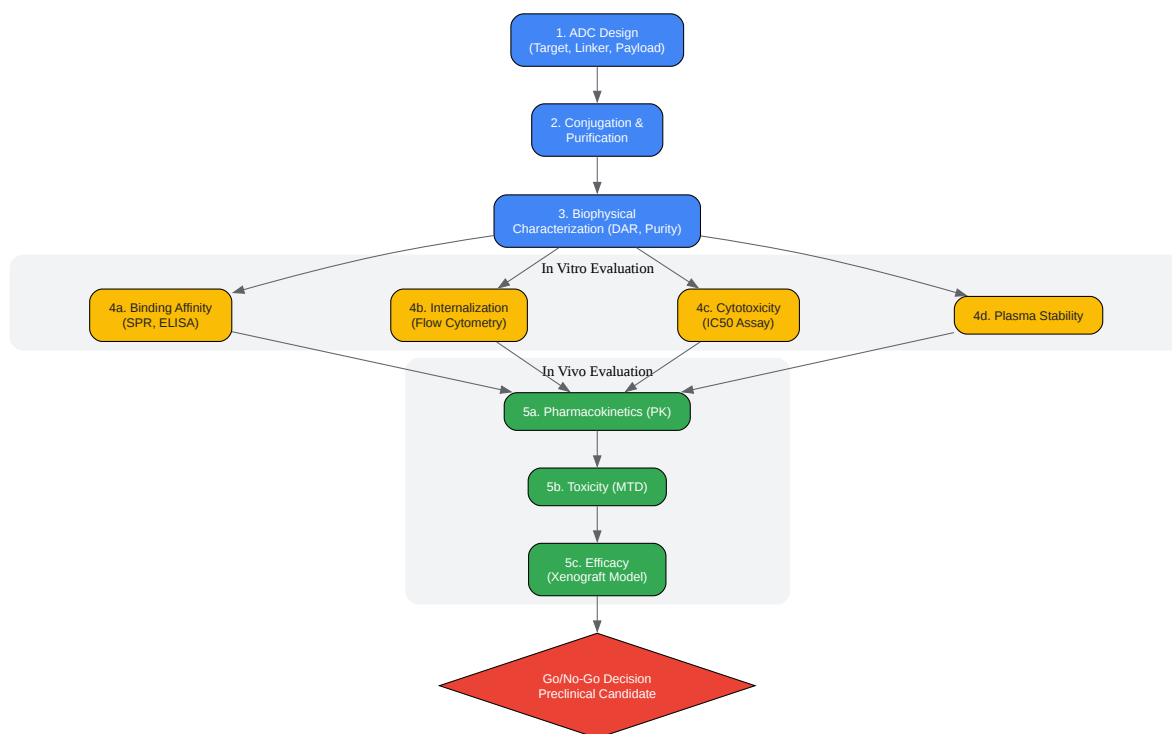 1. ADC Design
(Target, Linker, Payload)
2. Conjugation &
Purification
3. Biophysical
Characterization (DAR, Purity)
In Vitro Evaluation
4a. Binding Affinity
(SPR, ELISA)
4b. Internalization
(Flow Cytometry)
4c. Cytotoxicity
(IC50 Assay)
4d. Plasma Stability
In Vivo Evaluation
5a. Pharmacokinetics (PK)
5b. Toxicity (MTD)
5c. Efficacy
(Xenograft Model)
Go/No-Go Decision
Preclinical Candidate